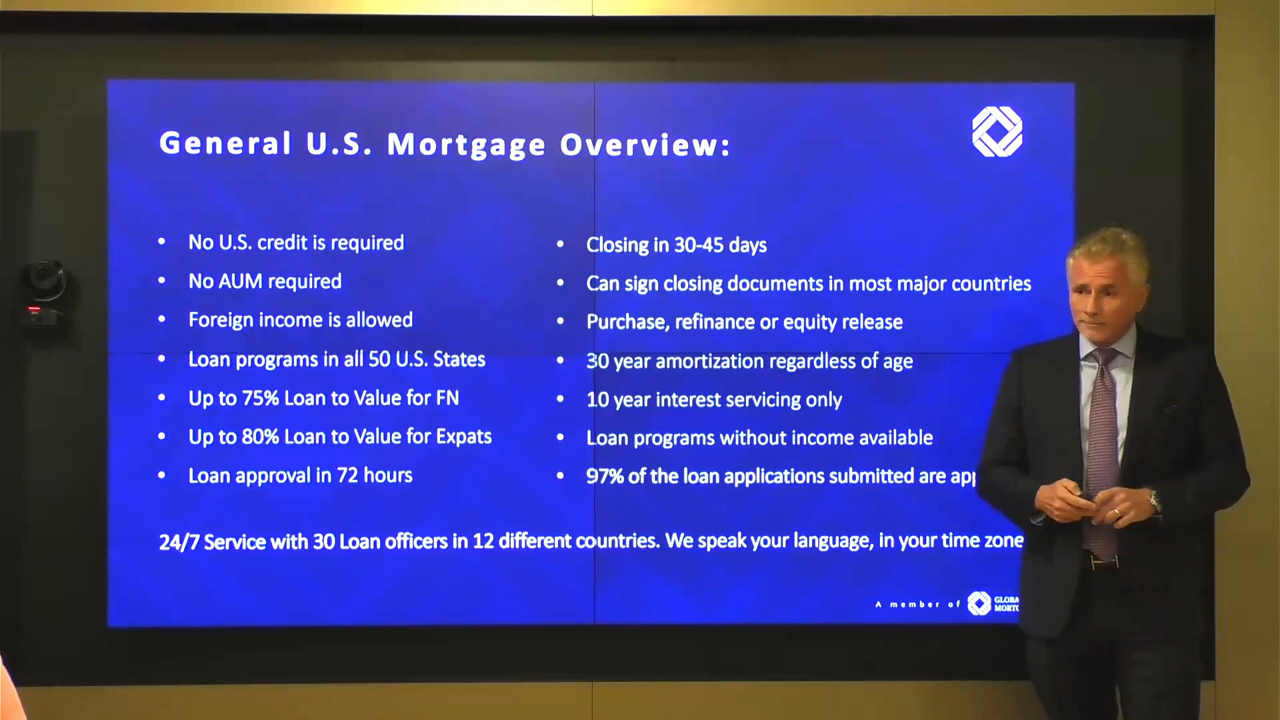 General U.S. Mortgage Overview:
• No U.S. credit is required
• No AUM required
• Foreign income is allowed
• Loan programs in all 50 U.S. States
• Up to 75% Loan to Value for FN
• Up to 80% Loan to Value for Expats
• Loan approval in 72 hours
• Closing in 30-45 days
• Can sign closing documents in most major countries
• Purchase, refinance or equity release
• 30 year amortization regardless of age
• 10 year interest servicing only
• Loan programs without income available
• 97% of the loan applications submitted are
24/7 Service with 30 Loan officers in 12 different countries. We speak your language, in your time zone
A member of